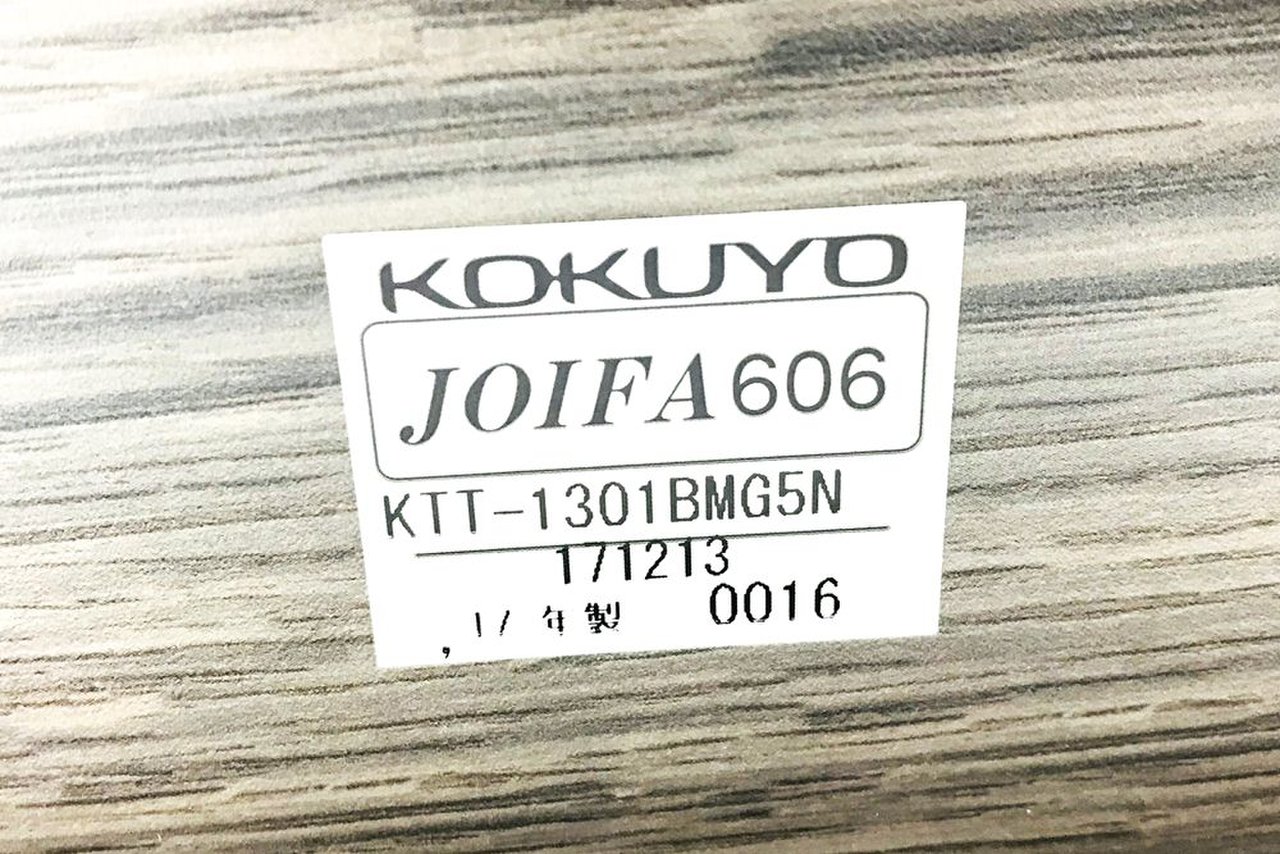 KOKUYO
JOIFA606
KTT-1301BMG5N
171213
'17 年製 0016